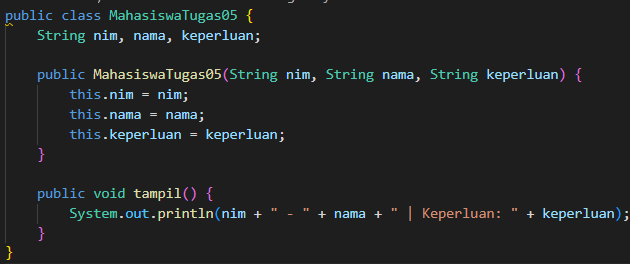 public class MahasiswaTugas05 {
    String nim, nama, keperluan;

    public MahasiswaTugas05(String nim, String nama, String keperluan) {
        this.nim = nim;
        this.nama = nama;
        this.keperluan = keperluan;
    }

    public void tampil() {
        System.out.println(nim + " - " + nama + " | Keperluan: " + keperluan);
    }
}